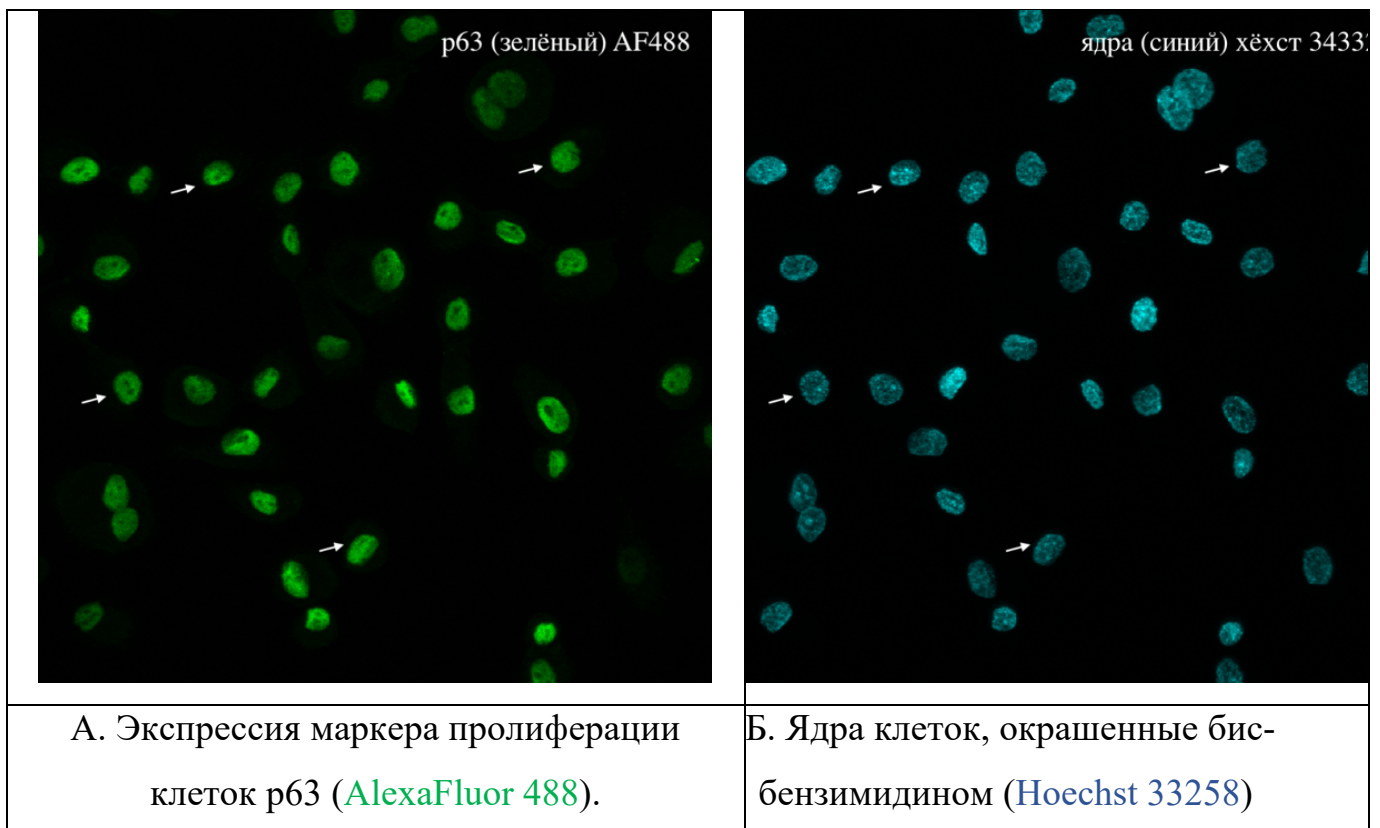 p63 (зелёный) AF488
ядра (синий) хёхст 3433
А. Экспрессия маркера пролиферации
клеток p63 (AlexaFluor 488).
Б. Ядра клеток, окрашенные бис-
бензимидином (Hoechst 33258)